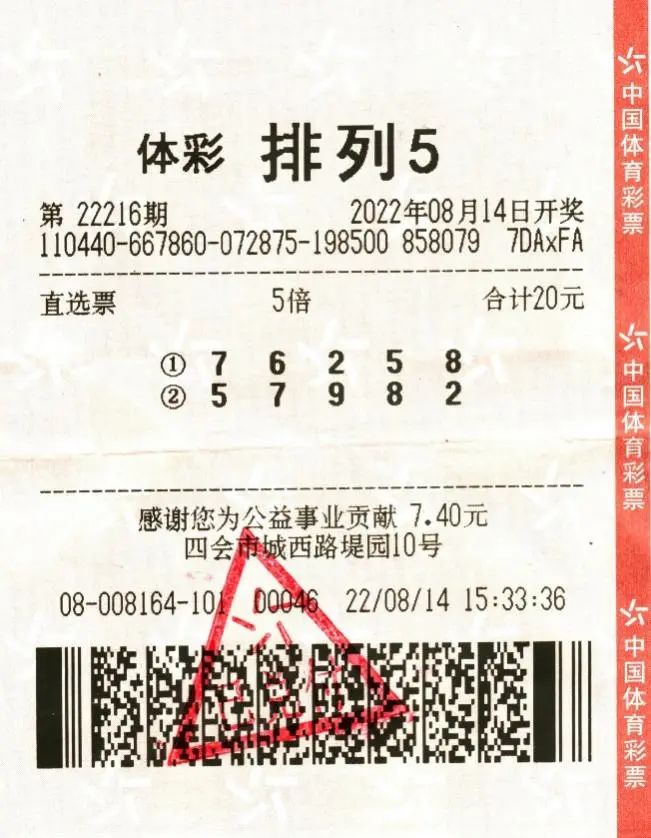 体彩 排列5
第 22216期 2022年08月14日开奖
110440-667860-072875-198500 858079 7DAxFA
直选票 5倍 合计20元
① 7 6 2 5 8
② 5 7 9 8 2
感谢您为公益事业贡献 7.40元
四会市城西路堤园10号
08-008164-101 00046 22/08/14 15:33:36
已兑付
中国体育彩票
中国体育彩票
中国体育彩票